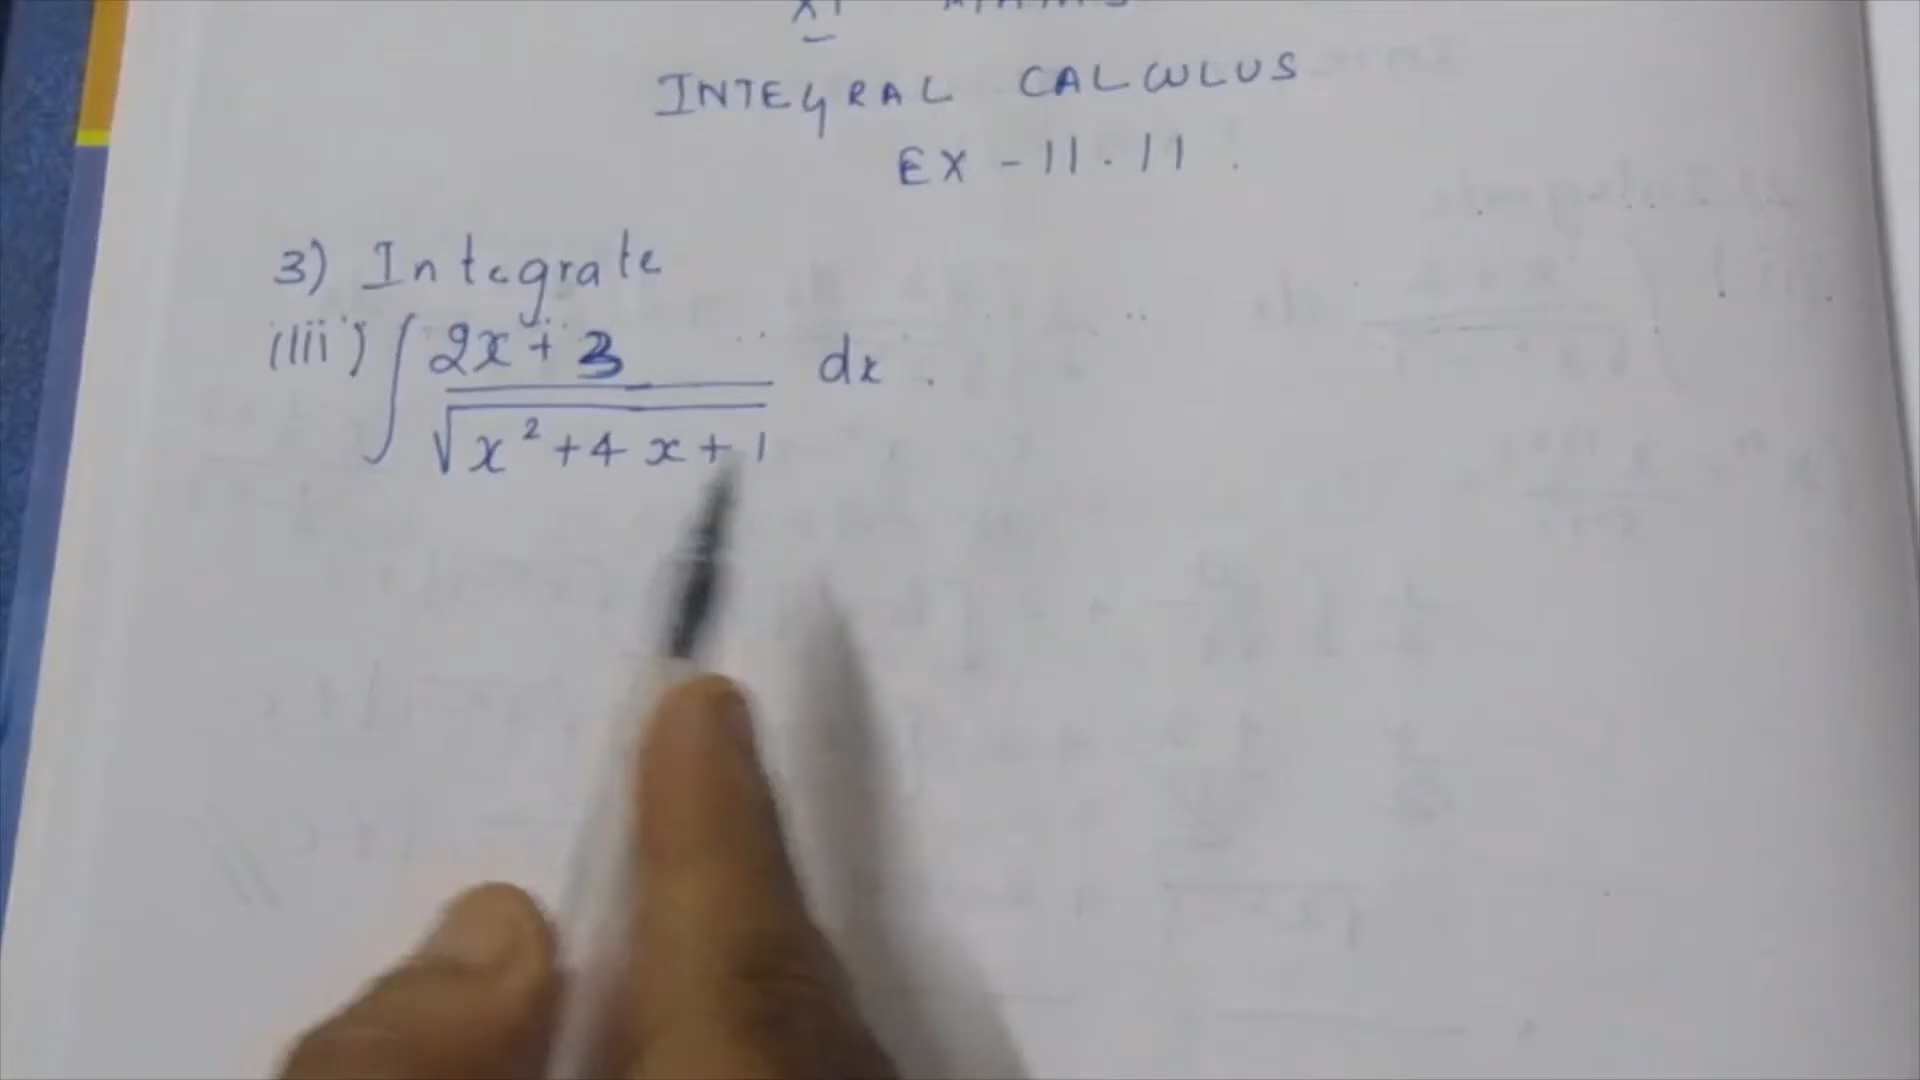 INTEGRAL CALCULUS
EX - 11.11
3) Integrate
(iii) ∫ 2x + 3 / √x² + 4x + 1 dx.